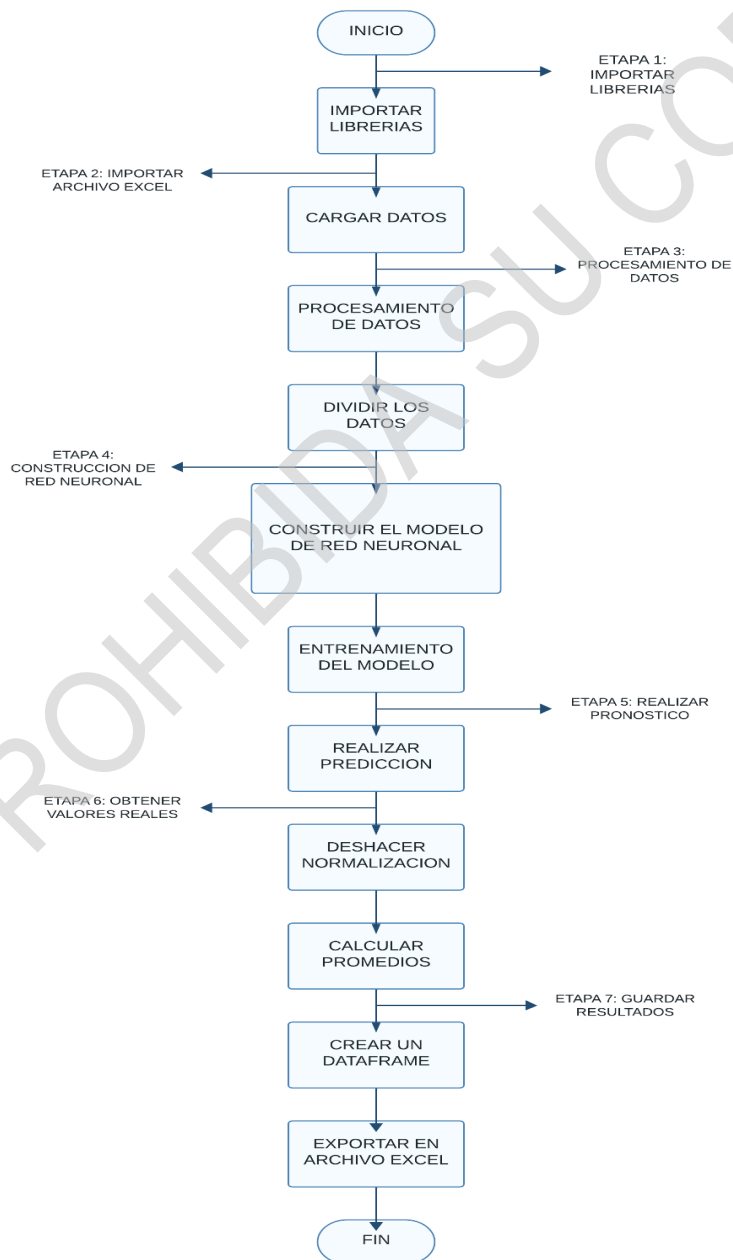 INICIO
ETAPA 1:
IMPORTAR
LIBRERIAS
IMPORTAR
LIBRERIAS
ETAPA 2: IMPORTAR
ARCHIVO EXCEL
CARGAR DATOS
ETAPA 3:
PROCESAMIENTO DE
DATOS
PROCESAMIENTO
DE DATOS
DIVIDIR LOS
DATOS
ETAPA 4:
CONSTRUCCION DE
RED NEURONAL
CONSTRUIR EL MODELO
DE RED NEURONAL
ENTRENAMIENTO
DEL MODELO
ETAPA 5: REALIZAR
PRONOSTICO
REALIZAR
PREDICCION
ETAPA 6: OBTENER
VALORES REALES
DESHACER
NORMALIZACION
CALCULAR
PROMEDIOS
ETAPA 7: GUARDAR
RESULTADOS
CREAR UN
DATAFRAME
EXPORTAR EN
ARCHIVO EXCEL
FIN
ROHIBIDA SU CO